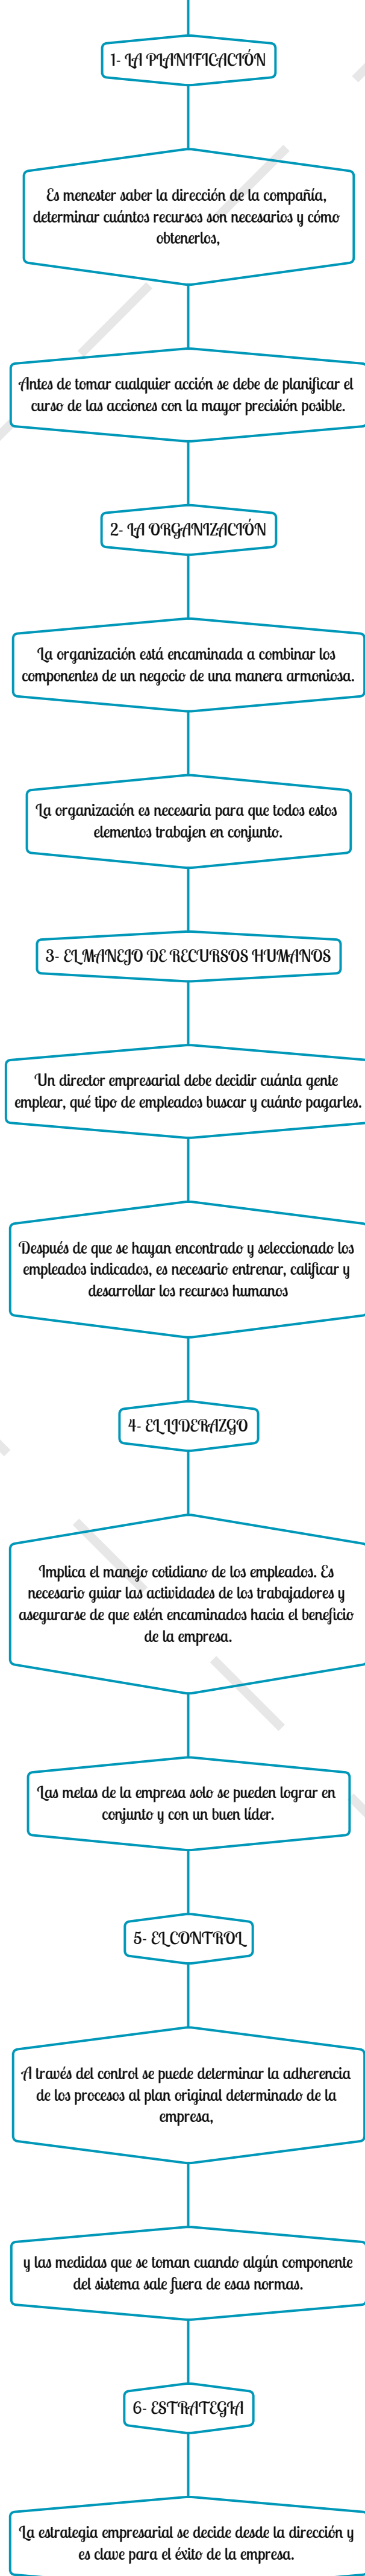 1- LA PLANIFICACIÓN
Es menester saber la dirección de la compañía,
determinar cuántos recursos son necesarios y cómo
obtenerlos,
Antes de tomar cualquier acción se debe de planificar el
curso de las acciones con la mayor precisión posible.
2- LA ORGANIZACIÓN
La organización está encaminada a combinar los
componentes de un negocio de una manera armoniosa.
La organización es necesaria para que todos estos
elementos trabajen en conjunto.
3- EL MANEJO DE RECURSOS HUMANOS
Un director empresarial debe decidir cuánta gente
emplear, qué tipo de empleados buscar y cuánto pagarles.
Después de que se hayan encontrado y seleccionado los
empleados indicados, es necesario entrenar, calificar y
desarrollar los recursos humanos
4- EL LIDERAZGO
Implica el manejo cotidiano de los empleados. Es
necesario guiar las actividades de los trabajadores y
asegurarse de que estén encaminados hacia el beneficio
de la empresa.
Las metas de la empresa solo se pueden lograr en
conjunto y con un buen líder.
5- EL CONTROL
A través del control se puede determinar la adherencia
de los procesos al plan original determinado de la
empresa,
y las medidas que se toman cuando algún componente
del sistema sale fuera de esas normas.
6- ESTRATEGIA
La estrategia empresarial se decide desde la dirección y
es clave para el éxito de la empresa.